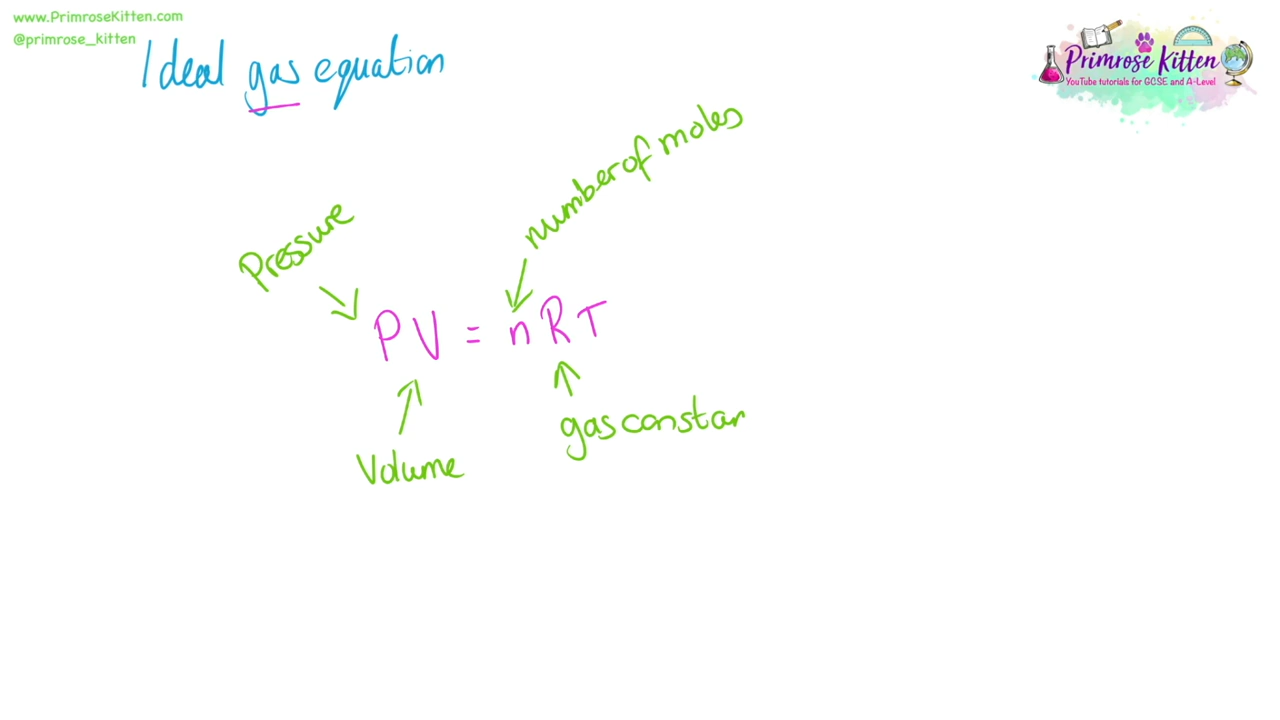 www.PrimroseKitten.com
@primrose_kitten
Ideal gas equation
Primrose Kitten
YouTube tutorials for GCSE and A-Level
number of moles
Pressure
PV = nRT
gas constan
Volume